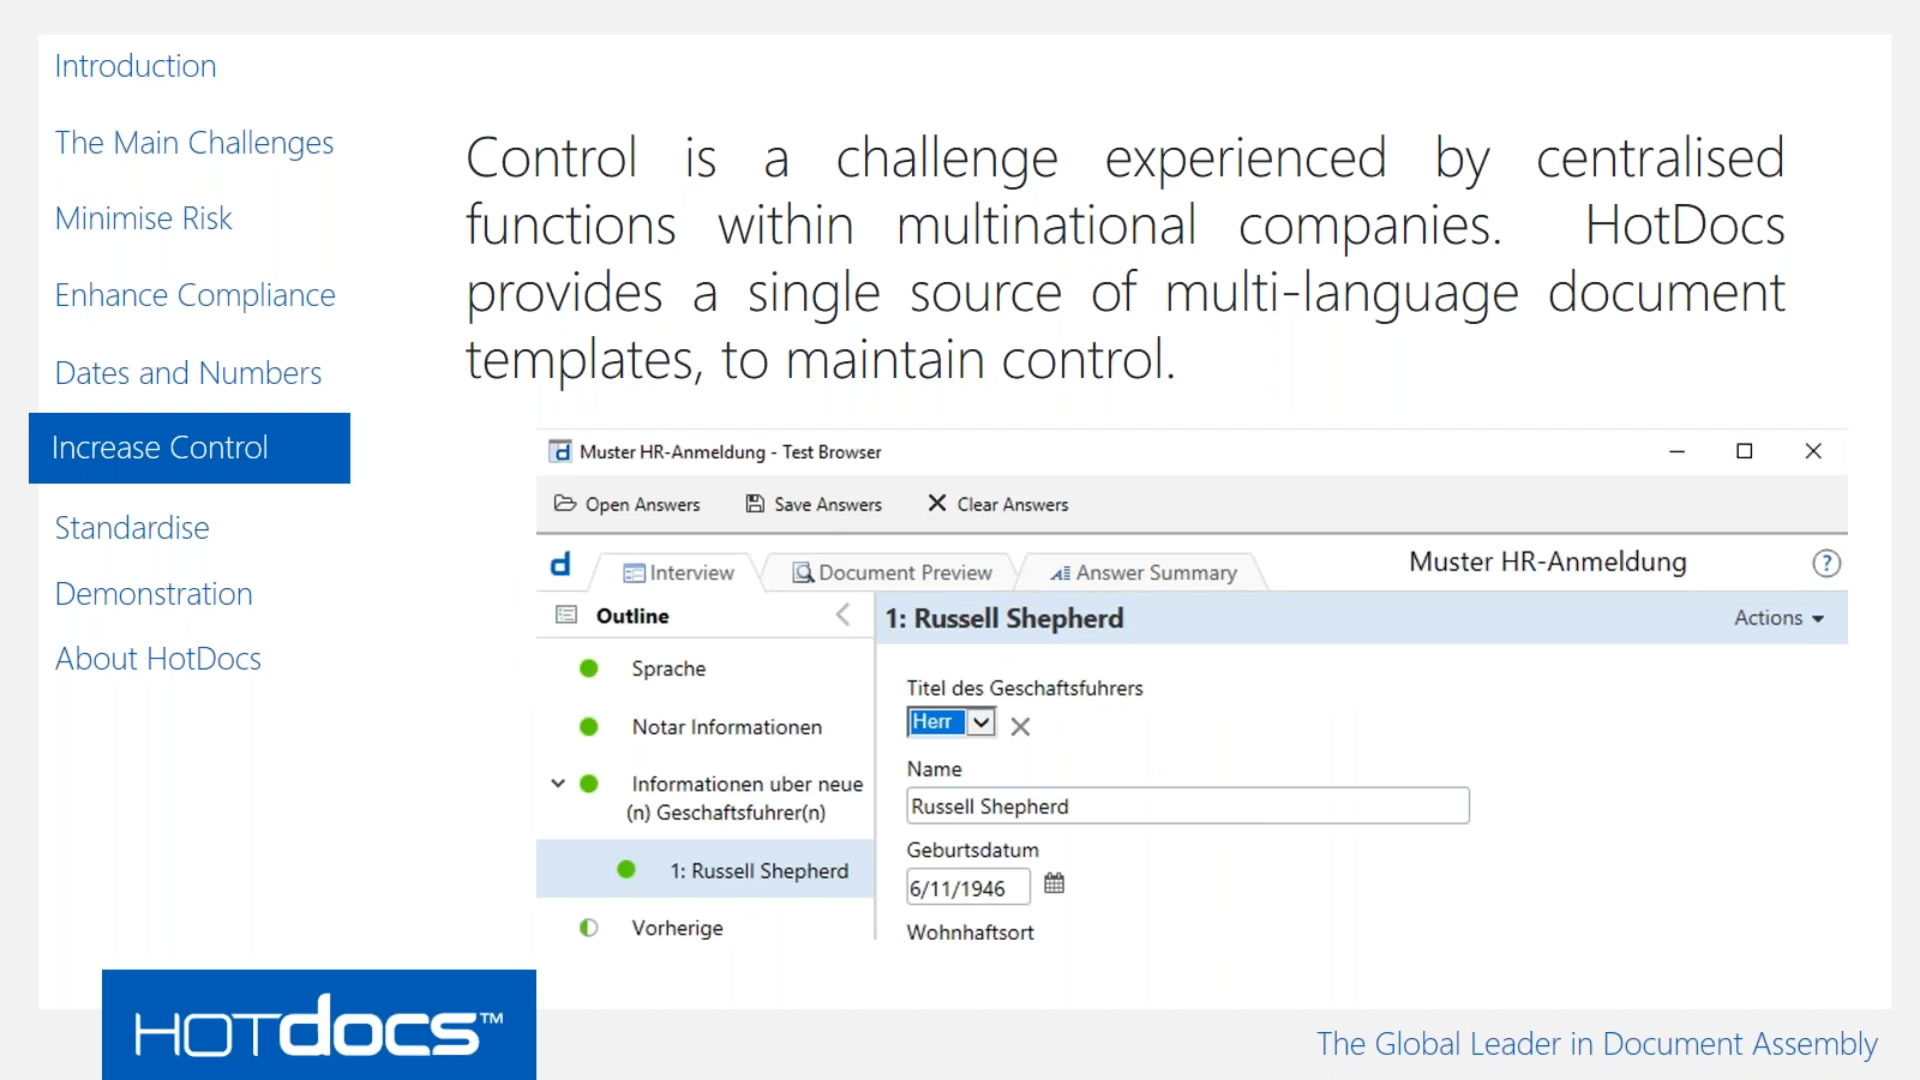 Introduction
The Main Challenges
Minimise Risk
Enhance Compliance
Dates and Numbers
Increase Control
Standardise
Demonstration
About HotDocs
Control is a challenge experienced by centralised
functions within multinational companies. HotDocs
provides a single source of multi-language document
templates, to maintain control.
Muster HR-Anmeldung - Test Browser
Open Answers Save Answers Clear Answers
d Interview Document Preview Answer Summary Muster HR-Anmeldung ?
Outline
Sprache
Notar Informationen
Informationen uber neue
(n) Geschaftsfuhrer(n)
1: Russell Shepherd
Vorherige
1: Russell Shepherd Actions
Titel des Geschaftsfuhrers
Herr
Name
Russell Shepherd
Geburtsdatum
6/11/1946
Wohnhaftsort
HOTdocs™
The Global Leader in Document Assembly